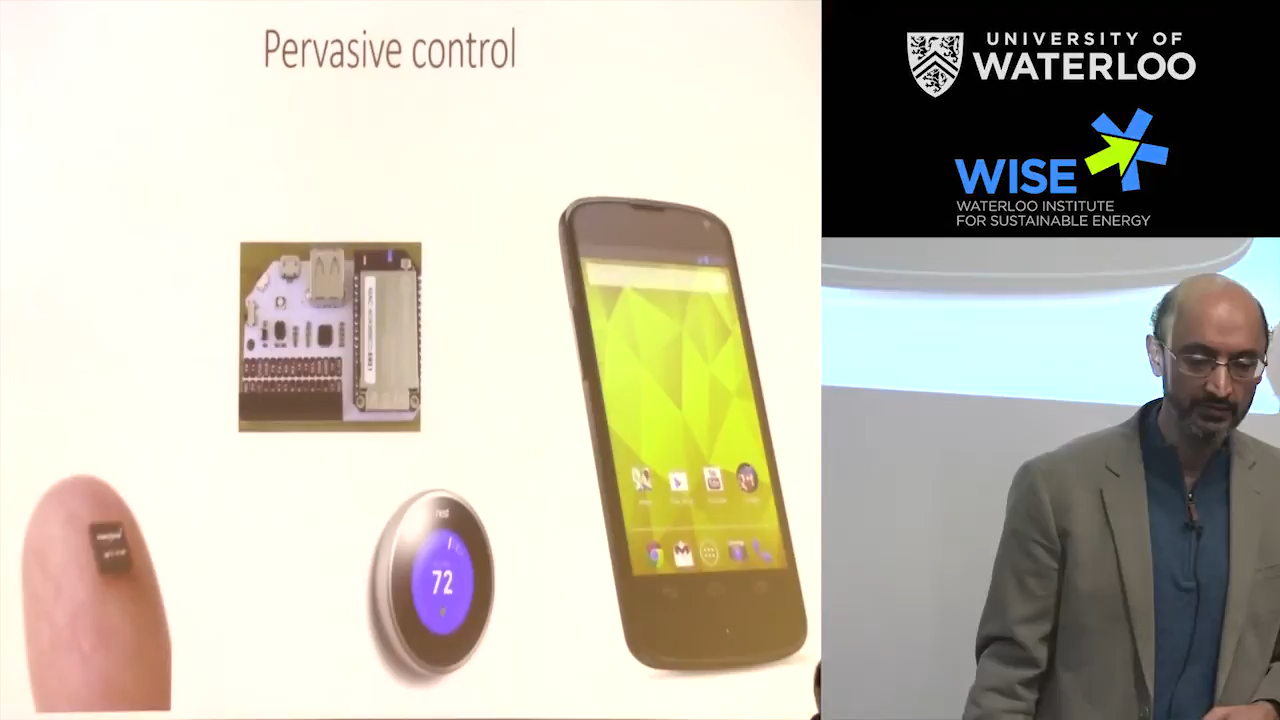 Pervasive control
nest
72
UNIVERSITY OF
WATERLOO
WISE
WATERLOO INSTITUTE
FOR SUSTAINABLE ENERGY